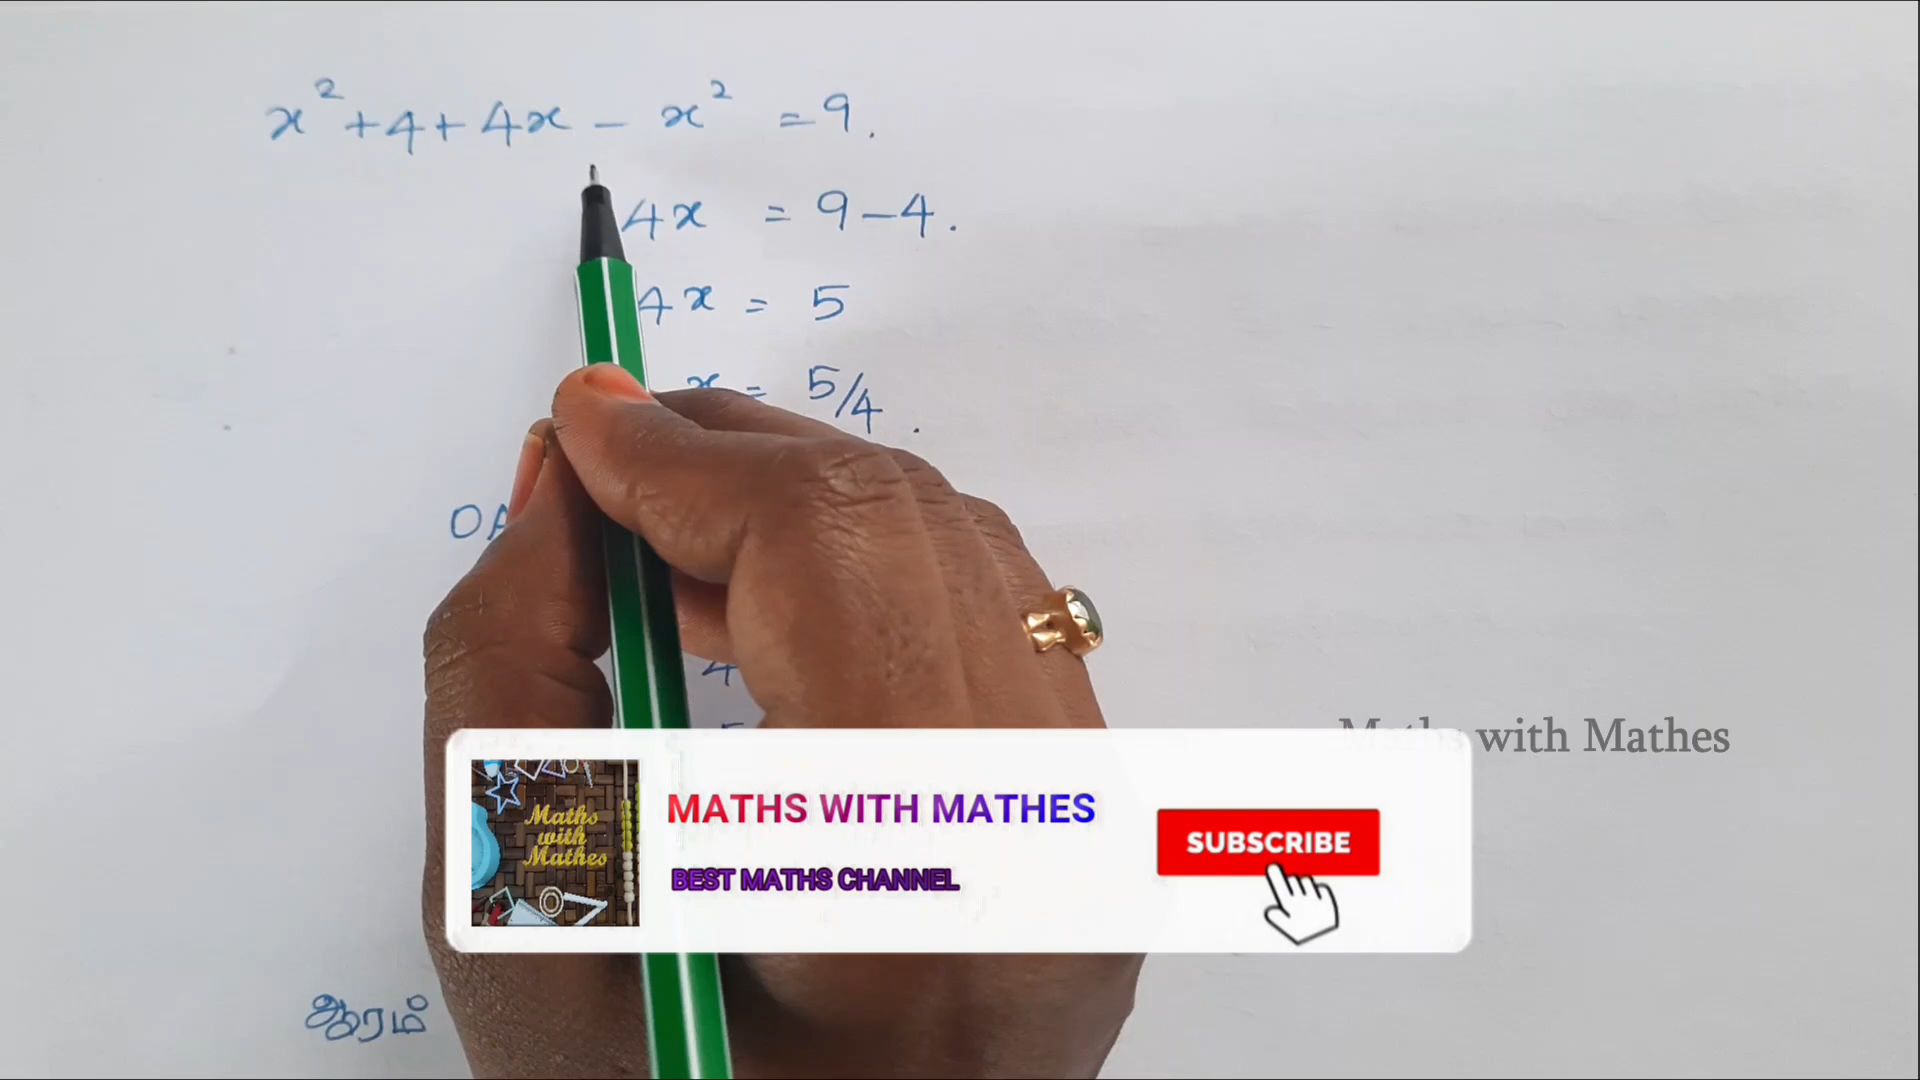 x² + 4 + 4x - x² = 9.
4x = 9 - 4.
4x = 5
x = 5/4.
OA
4
Maths with Mathes
Maths
with
Mathes
MATHS WITH MATHES
BEST MATHS CHANNEL
SUBSCRIBE
ஆரம்